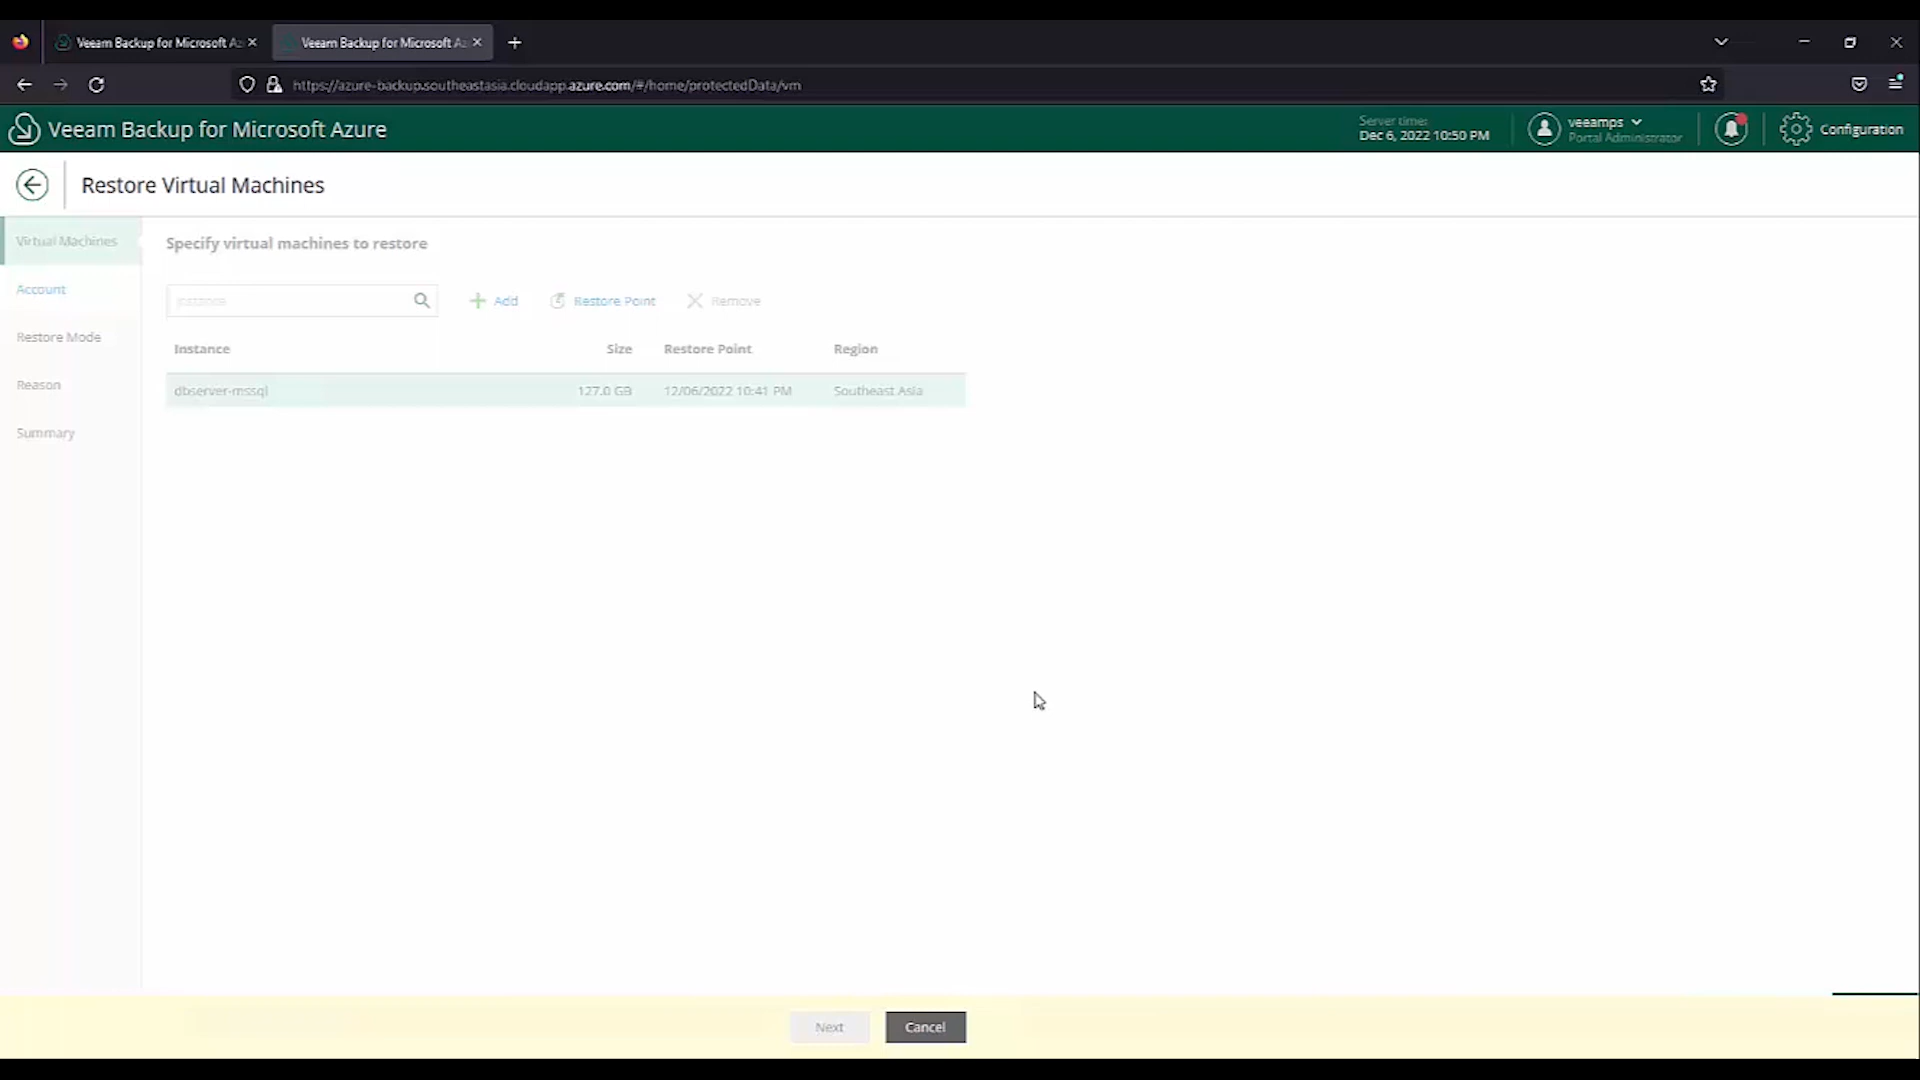 Veeam Backup for Microsoft Az
Veeam Backup for Microsoft Az
https://azure-backup.southeastasia.cloudapp.azure.com/#/home/protectedData/vm
Veeam Backup for Microsoft Azure
Server time:
Dec 6, 2022 10:50 PM
veeamps
Portal Administrator
Configuration
Restore Virtual Machines
Virtual Machines
Account
Restore Mode
Reason
Summary
Specify virtual machines to restore
Add
Restore Point
Remove
Instance Size Restore Point Region
dbserver-mssql 127.0 GB 12/06/2022 10:41 PM Southeast Asia
Next
Cancel